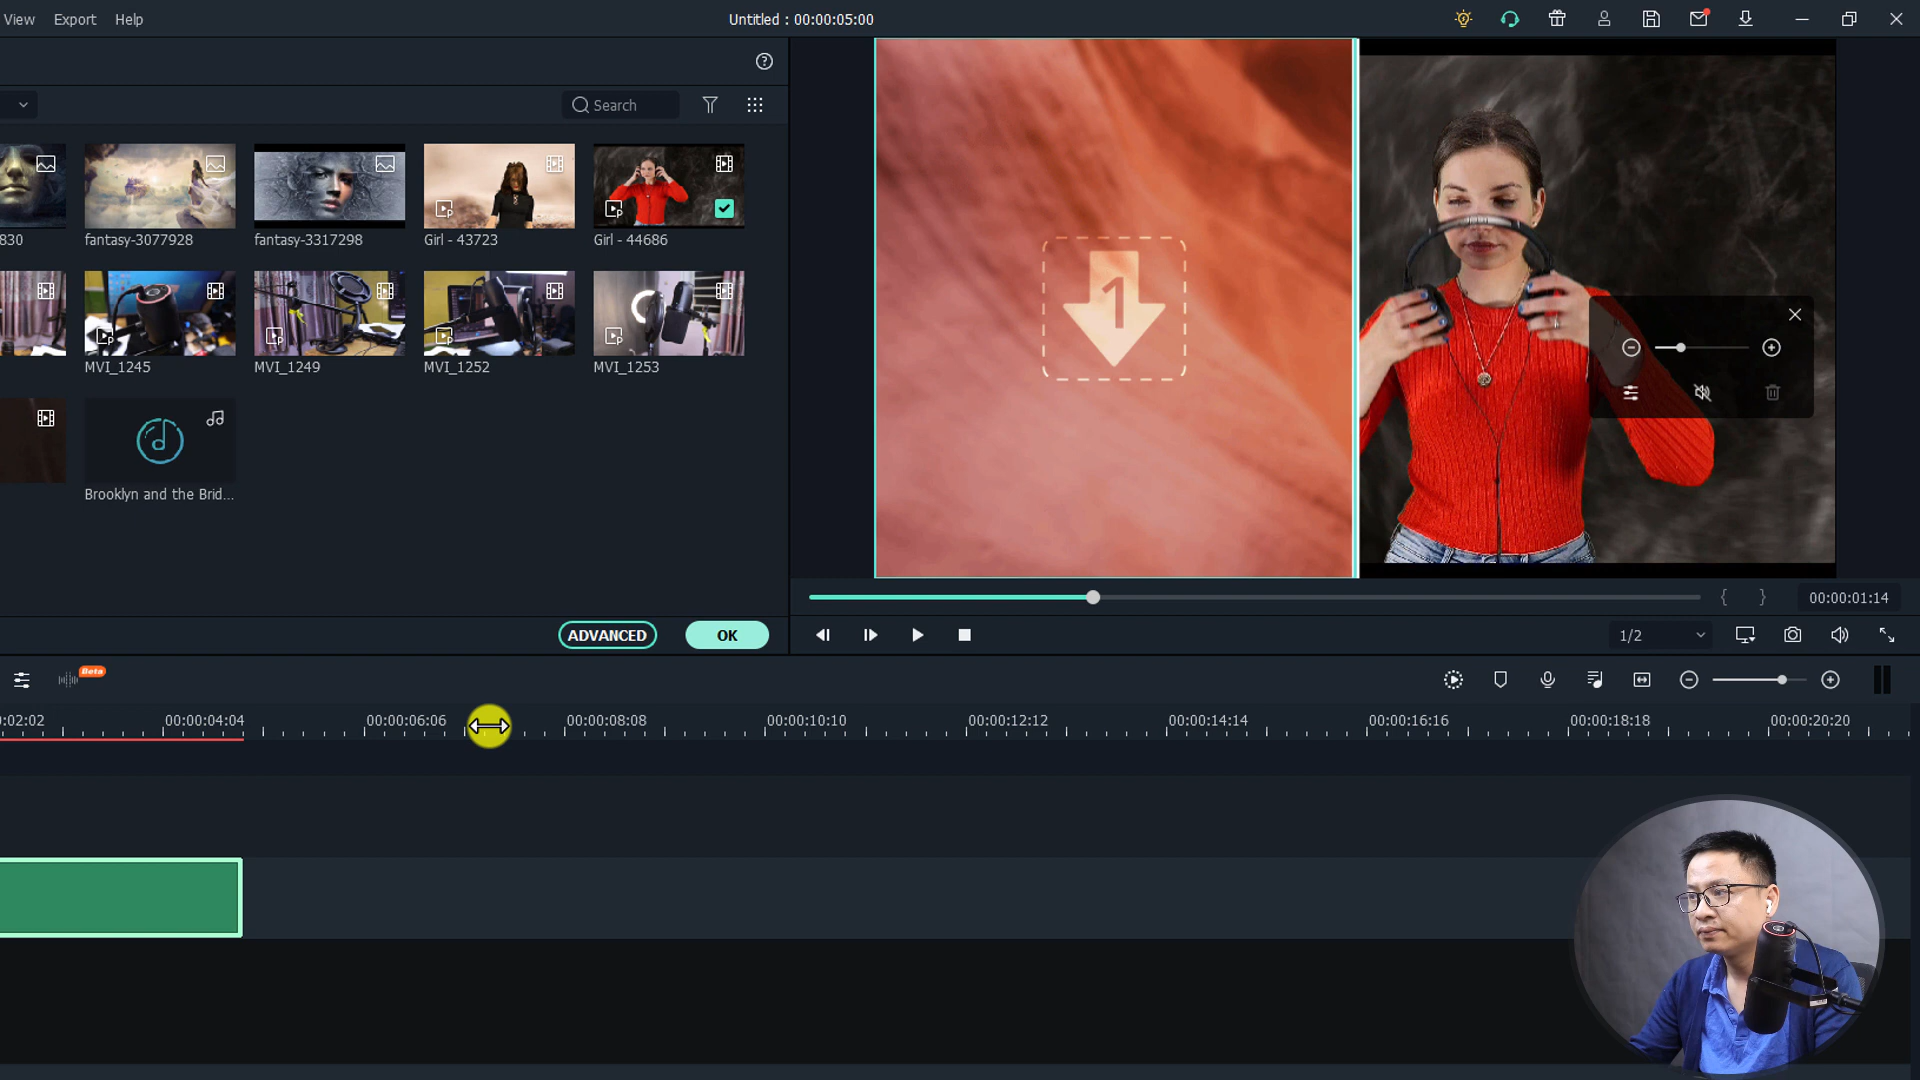 View Export Help
Untitled : 00:00:05:00
Search
830
fantasy-3077928
fantasy-3317298
Girl - 43723
Girl - 44686
MVI_1245
MVI_1249
MVI_1252
MVI_1253
Brooklyn and the Brid...
1
{ } 00:00:01:14
ADVANCED
OK
1/2
Beta
:02:02
00:00:04:04
00:00:06:06
00:00:08:08
00:00:10:10
00:00:12:12
00:00:14:14
00:00:16:16
00:00:18:18
00:00:20:20